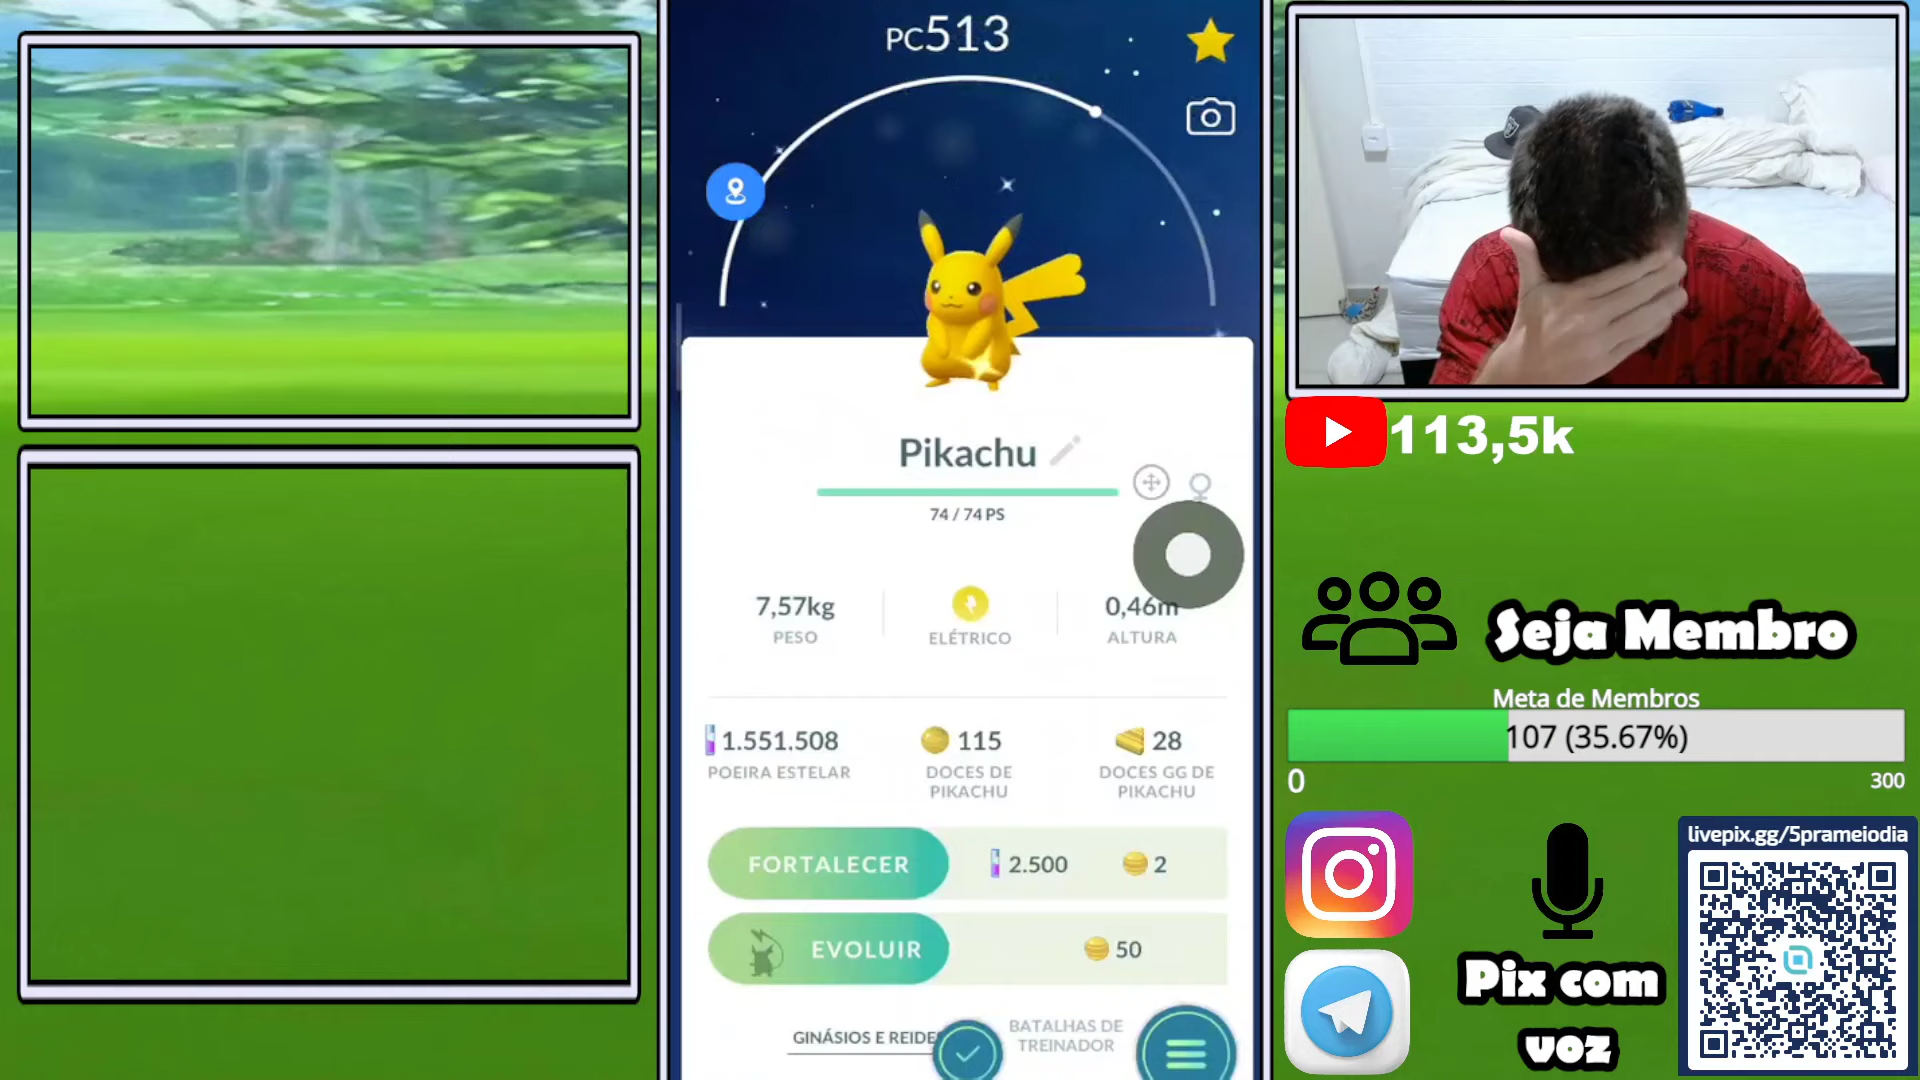 PC513
Pikachu
74 / 74 PS
7,57kg
PESO
ELÉTRICO
0,46m
ALTURA
1.551.508
POEIRA ESTELAR
115
DOCES DE
PIKACHU
28
DOCES GG DE
PIKACHU
FORTALECER
2.500
2
EVOLUIR
50
GINÁSIOS E REIDE
BATALHAS DE
TREINADOR
113,5k
Seja Membro
Meta de Membros
107 (35.67%)
0
300
livepix.gg/5prameiodia
Pix com
voz